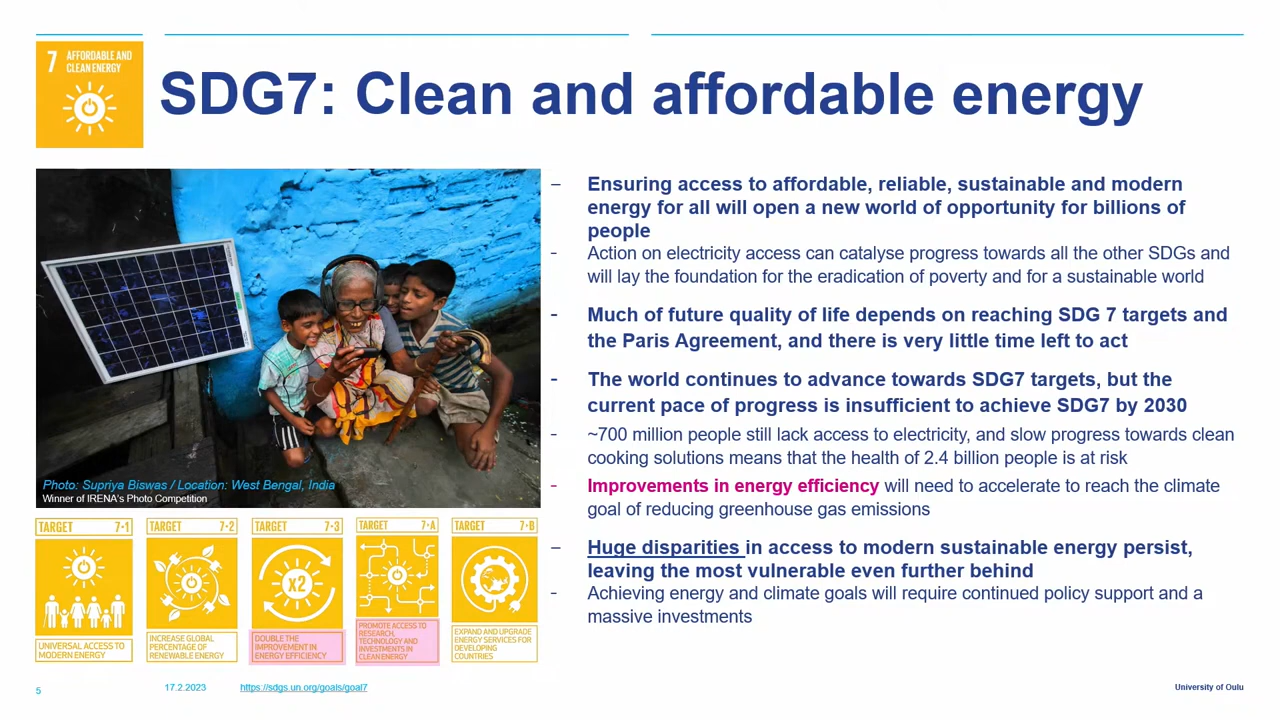 7 AFFORDABLE AND
CLEAN ENERGY
SDG7: Clean and affordable energy
Photo: Supriya Biswas / Location: West Bengal, India
Winner of IRENA's Photo Competition
– Ensuring access to affordable, reliable, sustainable and modern
energy for all will open a new world of opportunity for billions of
people
- Action on electricity access can catalyse progress towards all the other SDGs and
will lay the foundation for the eradication of poverty and for a sustainable world
- Much of future quality of life depends on reaching SDG 7 targets and
the Paris Agreement, and there is very little time left to act
- The world continues to advance towards SDG7 targets, but the
current pace of progress is insufficient to achieve SDG7 by 2030
- ~700 million people still lack access to electricity, and slow progress towards clean
cooking solutions means that the health of 2.4 billion people is at risk
- Improvements in energy efficiency will need to accelerate to reach the climate
goal of reducing greenhouse gas emissions
– Huge disparities in access to modern sustainable energy persist,
leaving the most vulnerable even further behind
- Achieving energy and climate goals will require continued policy support and a
massive investments
TARGET 7·1
UNIVERSAL ACCESS TO
MODERN ENERGY
TARGET 7·2
INCREASE GLOBAL
PERCENTAGE OF
RENEWABLE ENERGY
TARGET 7·3
X2
DOUBLE THE
IMPROVEMENT IN
ENERGY EFFICIENCY
TARGET 7·A
PROMOTE ACCESS TO
RESEARCH,
TECHNOLOGY AND
INVESTMENTS IN
CLEAN ENERGY
TARGET 7·B
EXPAND AND UPGRADE
ENERGY SERVICES FOR
DEVELOPING
COUNTRIES
5
17.2.2023
https://sdgs.un.org/goals/goal7
University of Oulu